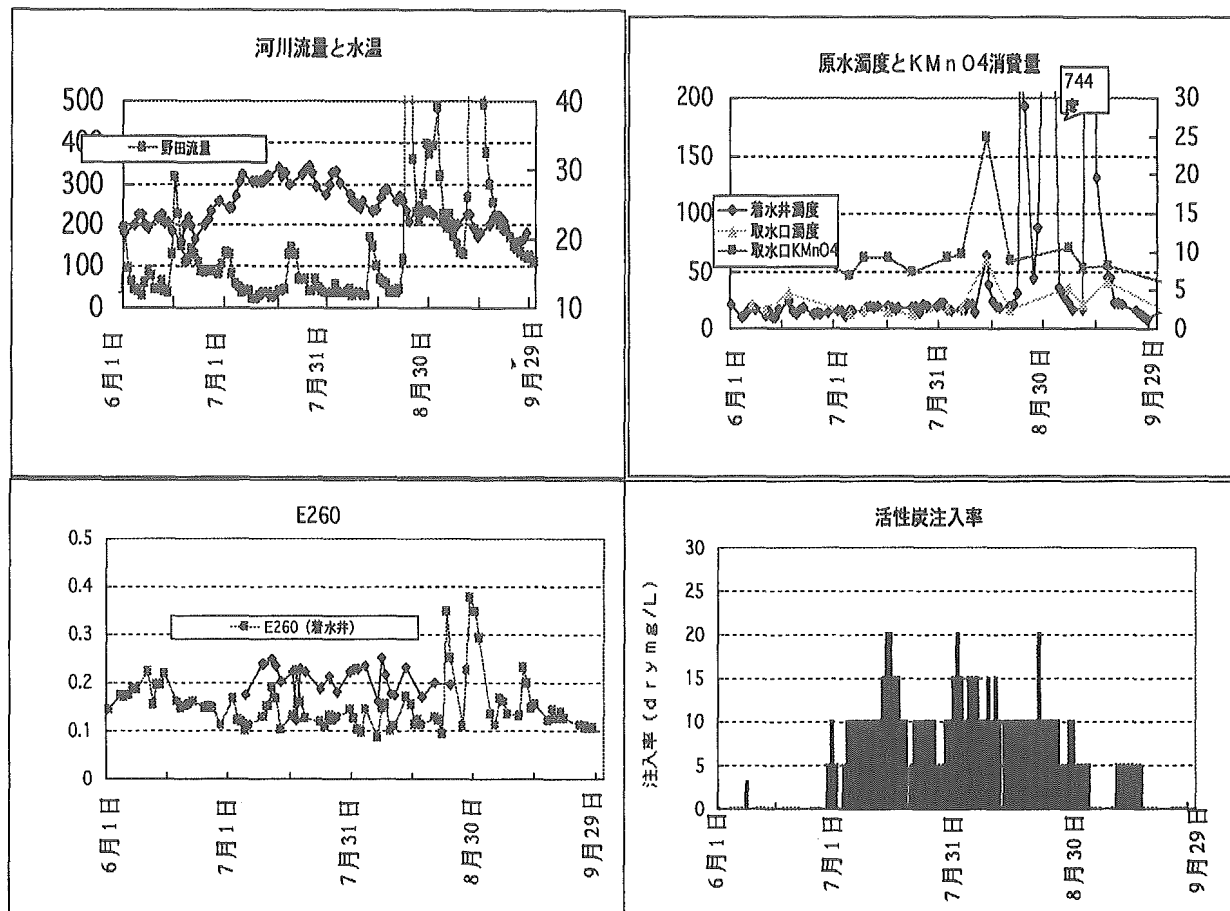 河川流量と水温
500
400
300
200
100
0
40
30
20
10
野田流量
6月1日
7月1日
7月31日
8月30日
9月29日
原水濁度とKMnO4消費量
744
200
150
100
50
0
30
25
20
15
10
5
0
着水井濁度
取水口濁度
取水口KMnO4
6月1日
7月1日
7月31日
8月30日
9月29日
E260
0.5
0.4
0.3
0.2
0.1
0
E260 (着水井)
6月1日
7月1日
7月31日
8月30日
9月29日
活性炭注入率
注入率(drymg/L)
30
25
20
15
10
5
0
6月1日
7月1日
7月31日
8月30日
9月29日